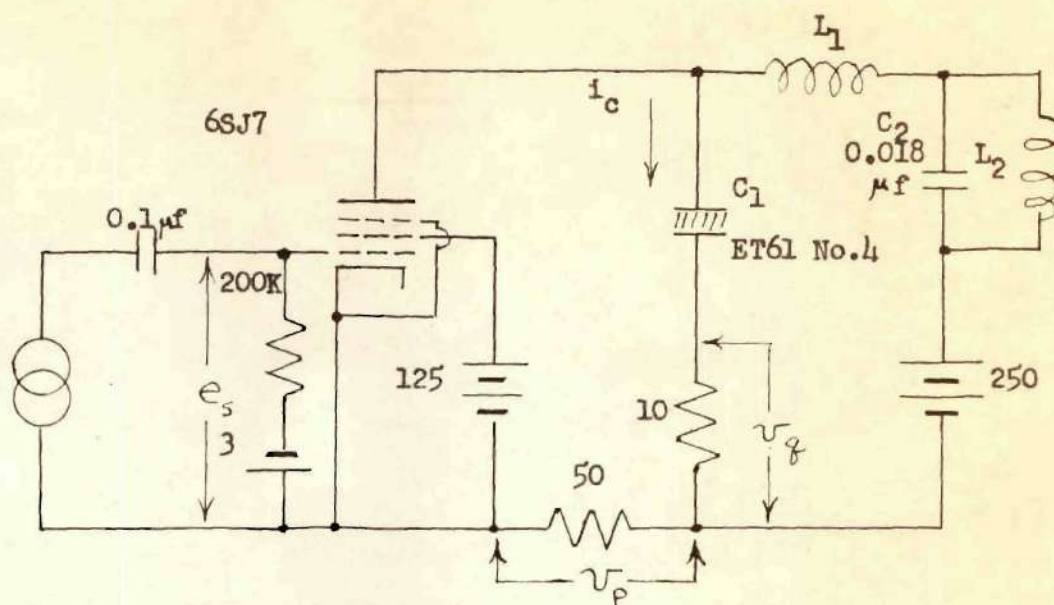 L1
ic
6SJ7
C2
0.018
μf
L2
0.1μf
C1
200K
ET61 No.4
125
250
es
10
3
vq
50
vp